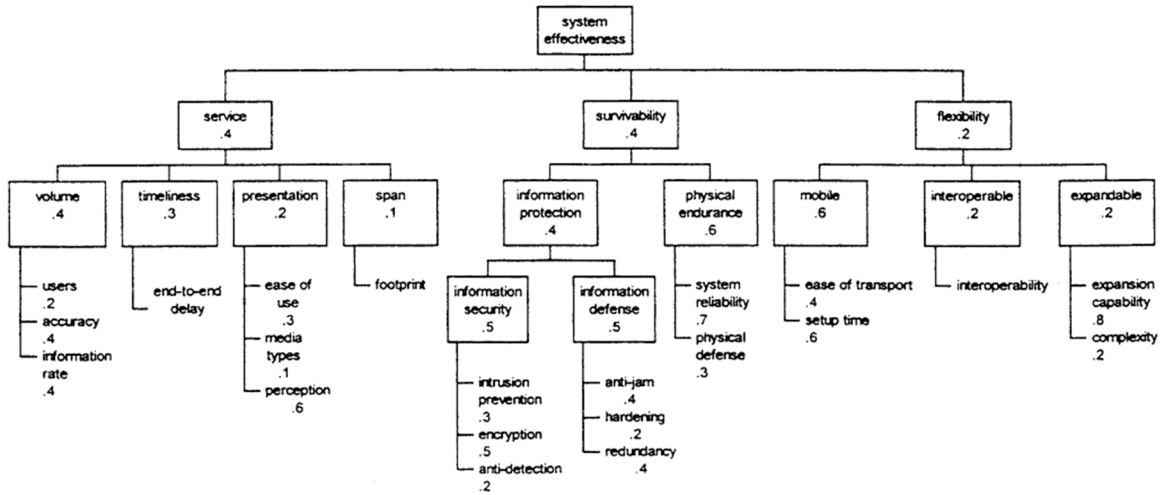 system
effectiveness
service
.4
survivability
.4
flexibility
.2
volume
.4
timeliness
.3
presentation
.2
span
.1
information
protection
.4
physical
endurance
.6
mobile
.6
interoperable
.2
expandable
.2
users
.2
accuracy
.4
information
rate
.4
end-to-end
delay
ease of
use
.3
media
types
.1
perception
.6
footprint
information
security
.5
information
defense
.5
intrusion
prevention
.3
encryption
.5
anti-detection
.2
anti-jam
.4
hardening
.2
redundancy
.4
system
reliability
.7
physical
defense
.3
ease of transport
.4
setup time
.6
interoperability
expansion
capability
.8
complexity
.2